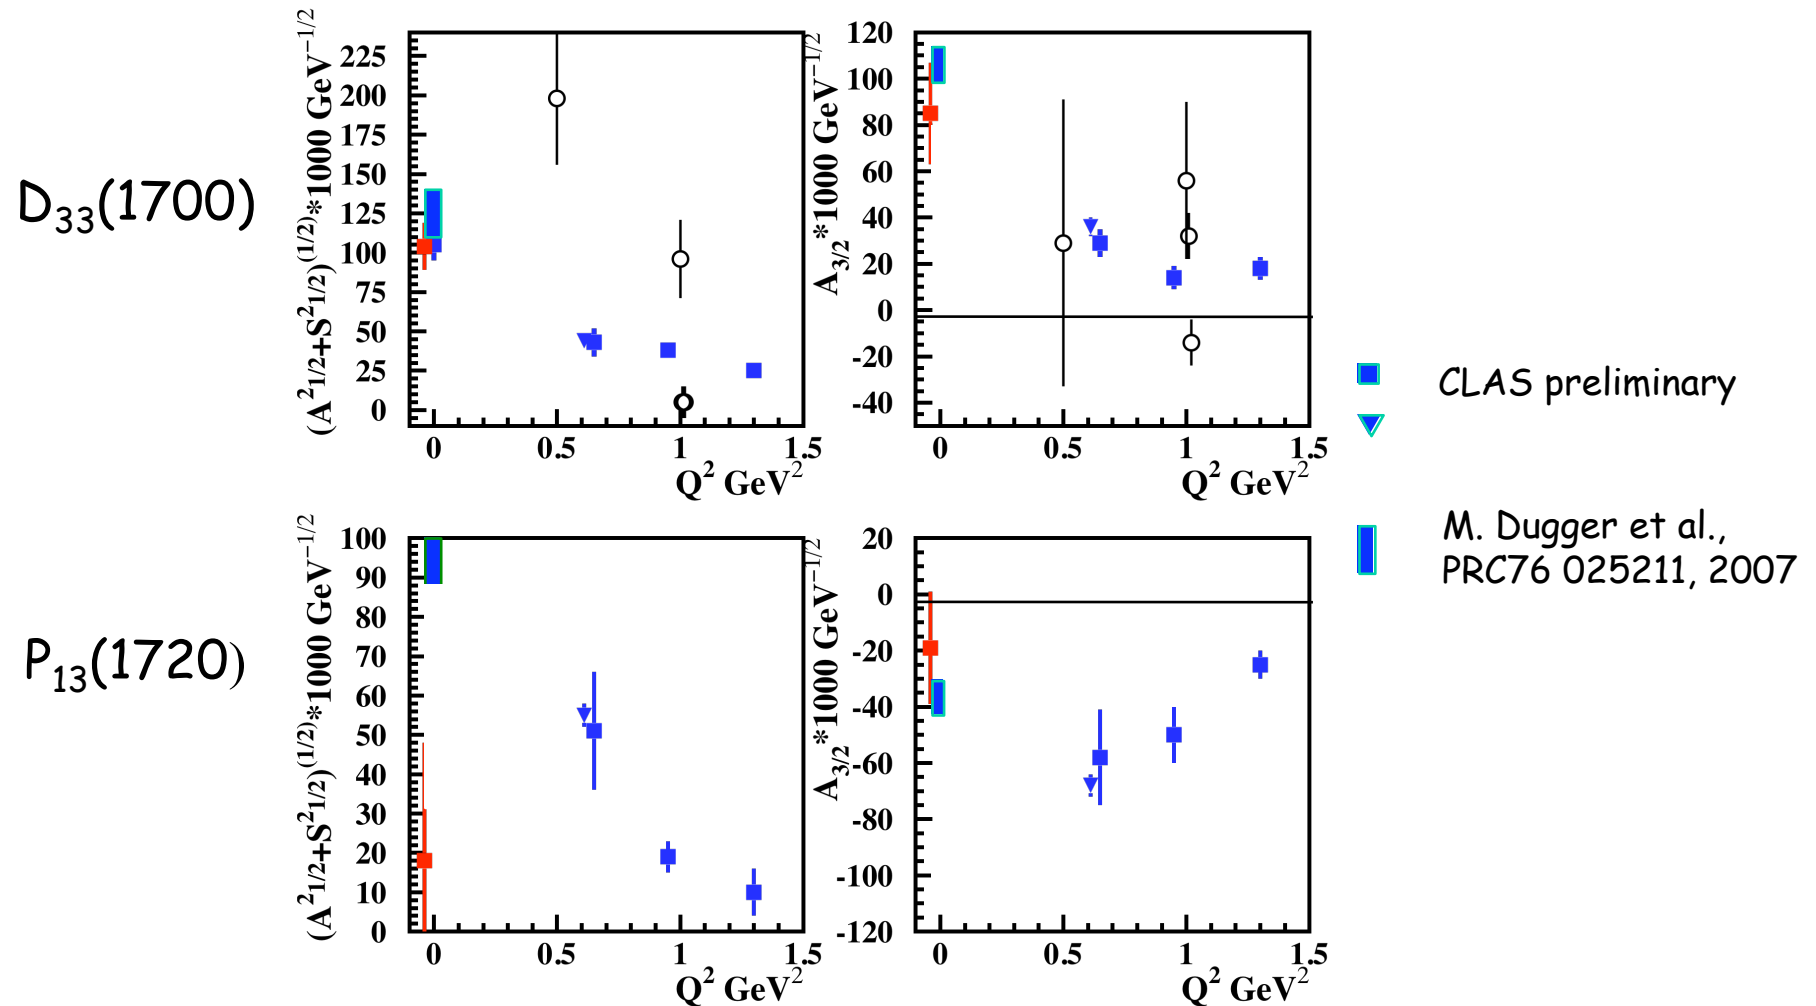 D33(1700)
(A²1/2+S²1/2)^(1/2)*1000 GeV^−1/2
225
200
175
150
125
100
75
50
25
0
0 0.5 1 1.5
Q² GeV²
A3/2*1000 GeV^−1/2
120
100
80
60
40
20
0
-20
-40
0 0.5 1 1.5
Q² GeV²
CLAS preliminary
M. Dugger et al.,
PRC76 025211, 2007
P13(1720)
(A²1/2+S²1/2)^(1/2)*1000 GeV^−1/2
100
90
80
70
60
50
40
30
20
10
0
0 0.5 1 1.5
Q² GeV²
A3/2*1000 GeV^−1/2
20
0
-20
-40
-60
-80
-100
-120
0 0.5 1 1.5
Q² GeV²